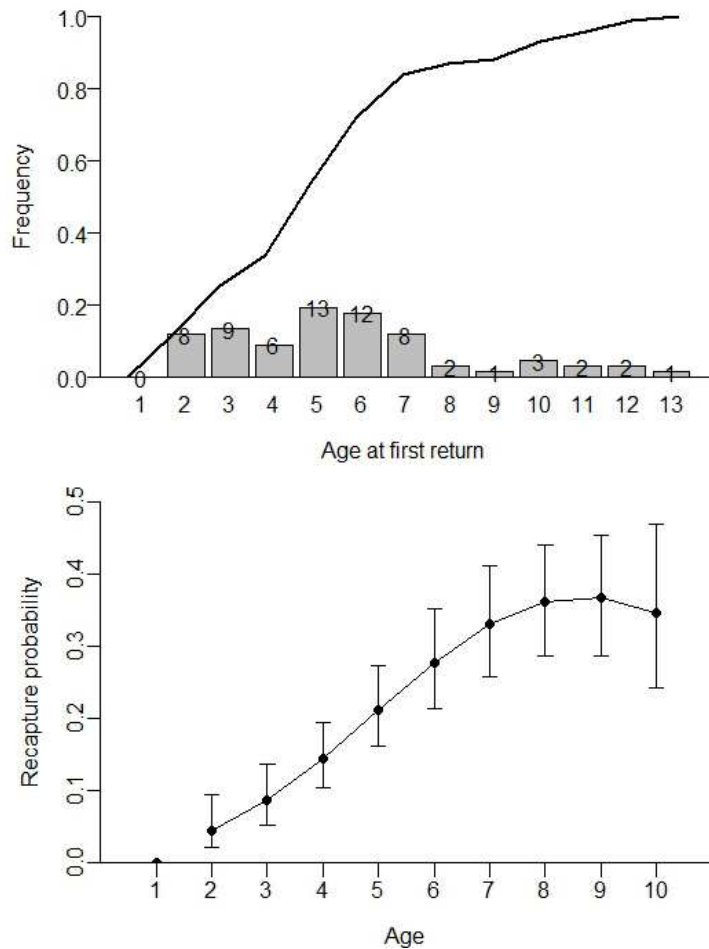 1.0
0.8
0.6
0.4
0.2
0.0
Frequency
0 8 9 6 13 12 8 2 1 3 2 2 1
1 2 3 4 5 6 7 8 9 10 11 12 13
Age at first return
0.5
0.4
0.3
0.2
0.1
0.0
Recapture probability
1 2 3 4 5 6 7 8 9 10
Age